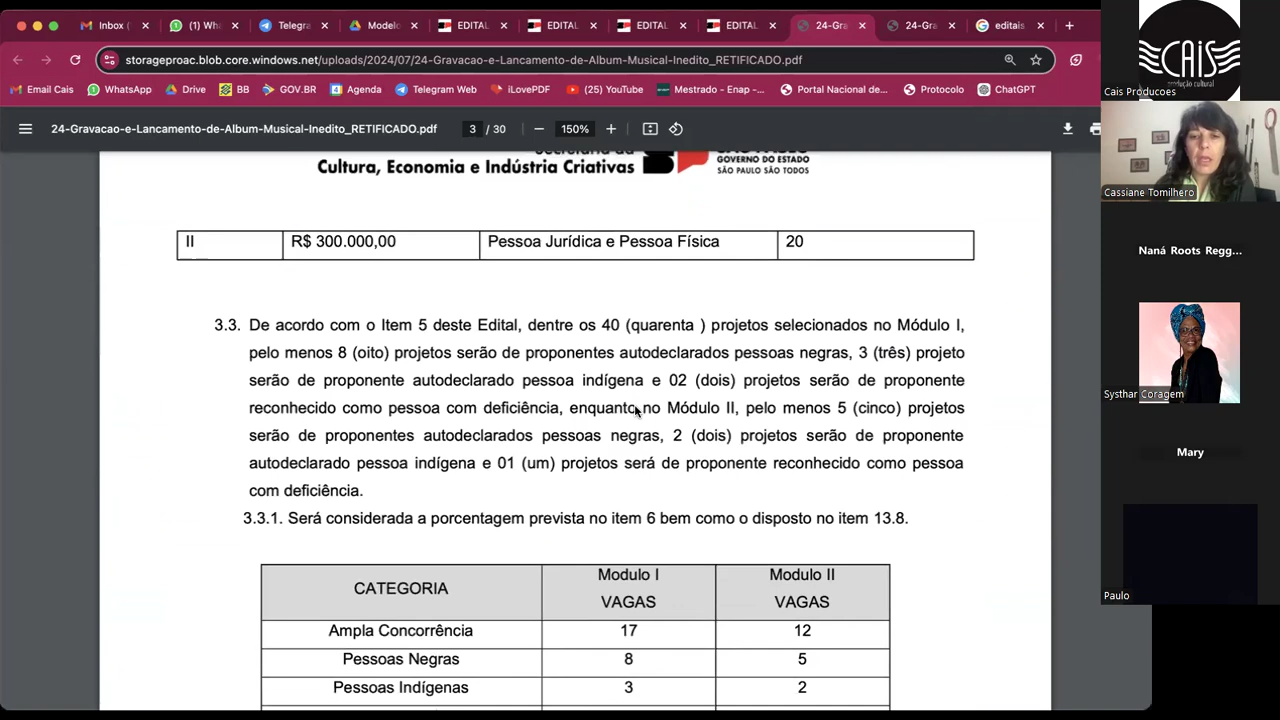 Inbox (
(1) Wha
Telegra
Modelo
EDITAL
EDITAL
EDITAL
EDITAL
24-Gra
24-Gra
editais
storageproac.blob.core.windows.net/uploads/2024/07/24-Gravacao-e-Lancamento-de-Album-Musical-Inedito_RETIFICADO.pdf
Email Cais
WhatsApp
Drive
BB
GOV.BR
Agenda
Telegram Web
iLovePDF
(25) YouTube
Mestrado - Enap -...
Portal Nacional de...
Protocolo
ChatGPT
24-Gravacao-e-Lancamento-de-Album-Musical-Inedito_RETIFICADO.pdf
3 / 30
150%
Secretaria da
Cultura, Economia e Indústria Criativas
SÃO PAULO
GOVERNO DO ESTADO
SÃO PAULO SÃO TODOS
II R$ 300.000,00 Pessoa Jurídica e Pessoa Física 20
3.3. De acordo com o Item 5 deste Edital, dentre os 40 (quarenta ) projetos selecionados no Módulo I,
pelo menos 8 (oito) projetos serão de proponentes autodeclarados pessoas negras, 3 (três) projeto
serão de proponente autodeclarado pessoa indígena e 02 (dois) projetos serão de proponente
reconhecido como pessoa com deficiência, enquanto no Módulo II, pelo menos 5 (cinco) projetos
serão de proponentes autodeclarados pessoas negras, 2 (dois) projetos serão de proponente
autodeclarado pessoa indígena e 01 (um) projetos será de proponente reconhecido como pessoa
com deficiência.
3.3.1. Será considerada a porcentagem prevista no item 6 bem como o disposto no item 13.8.
CATEGORIA
Modulo I
VAGAS
Modulo II
VAGAS
Ampla Concorrência 17 12
Pessoas Negras 8 5
Pessoas Indígenas 3 2
CAIS
produção cultural
Cais Producoes
Cassiane Tomilhero
Naná Roots Regg...
Systhar Coragem
Mary
Paulo